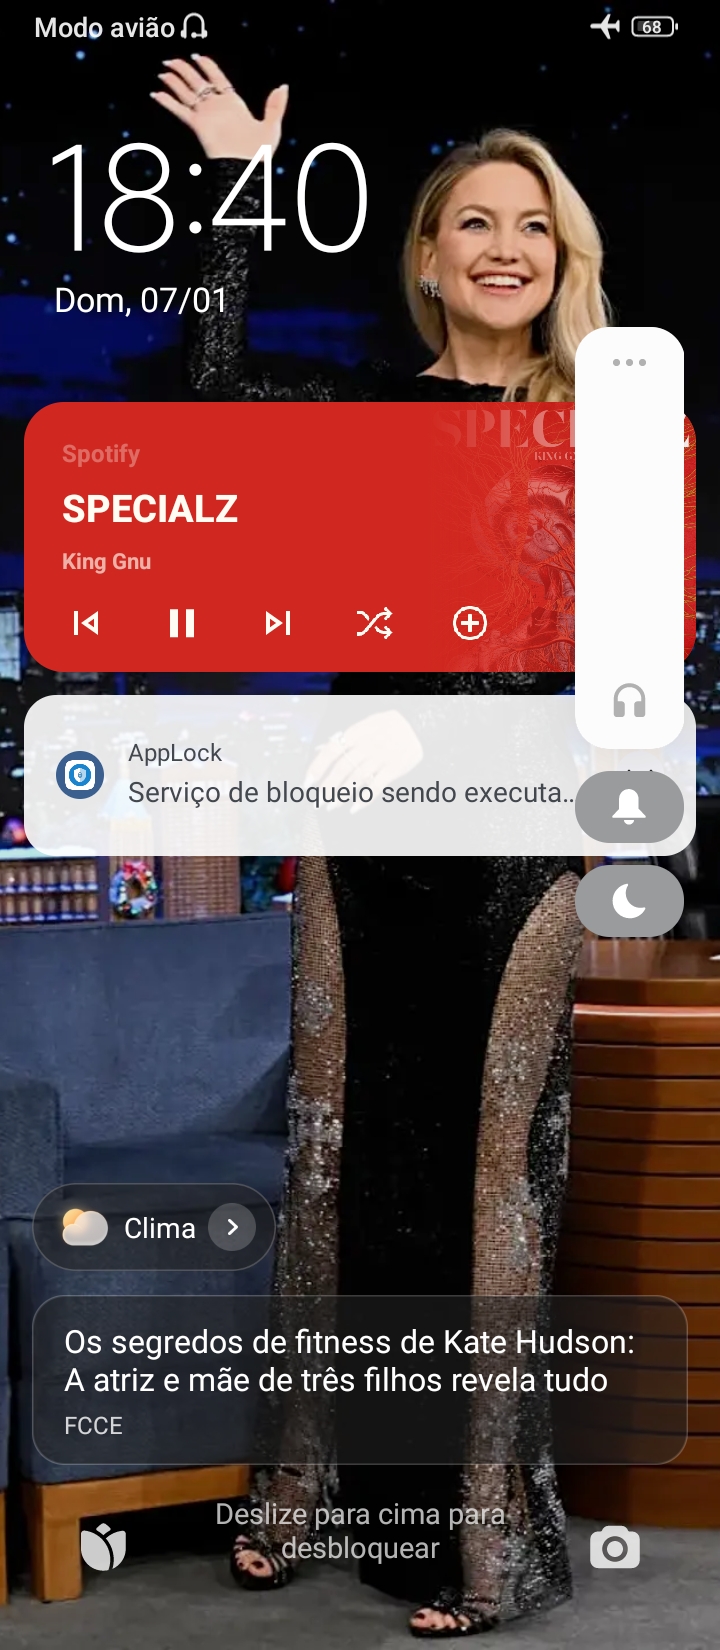 Modo avião
68
18:40
Dom, 07/01
Spotify
SPECIALZ
King Gnu
AppLock
Serviço de bloqueio sendo executa..
Clima
Os segredos de fitness de Kate Hudson:
A atriz e mãe de três filhos revela tudo
FCCE
Deslize para cima para
desbloquear